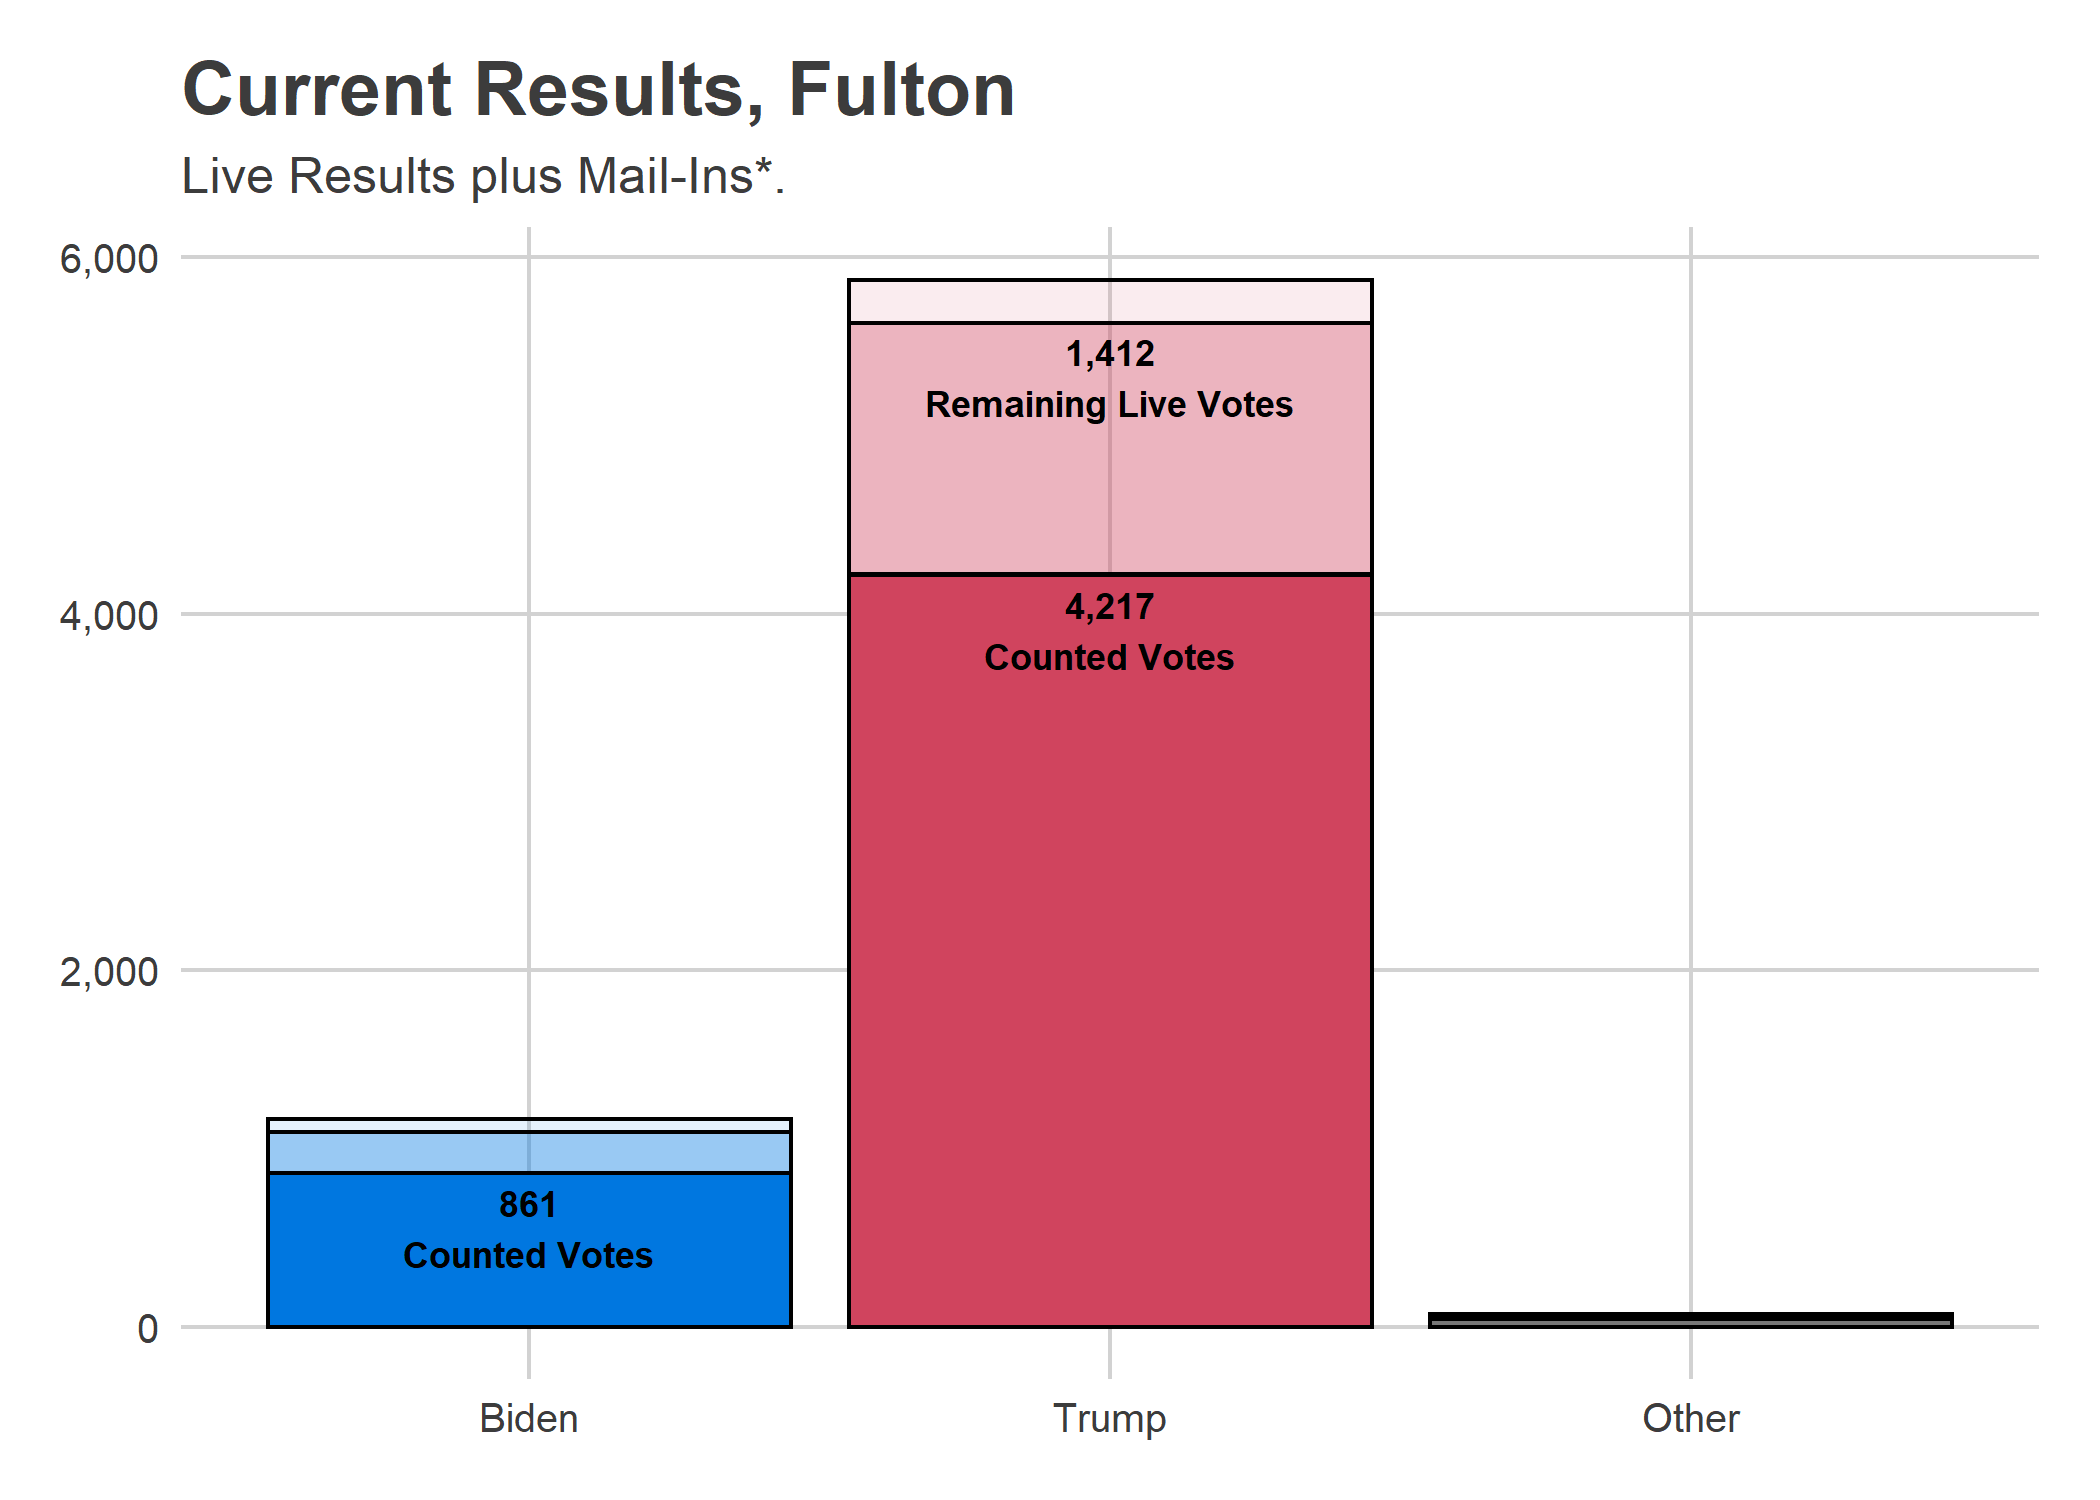 Current Results, Fulton
Live Results plus Mail-Ins*.
6,000
4,000
2,000
0
1,412
Remaining Live Votes
4,217
Counted Votes
861
Counted Votes
Biden
Trump
Other